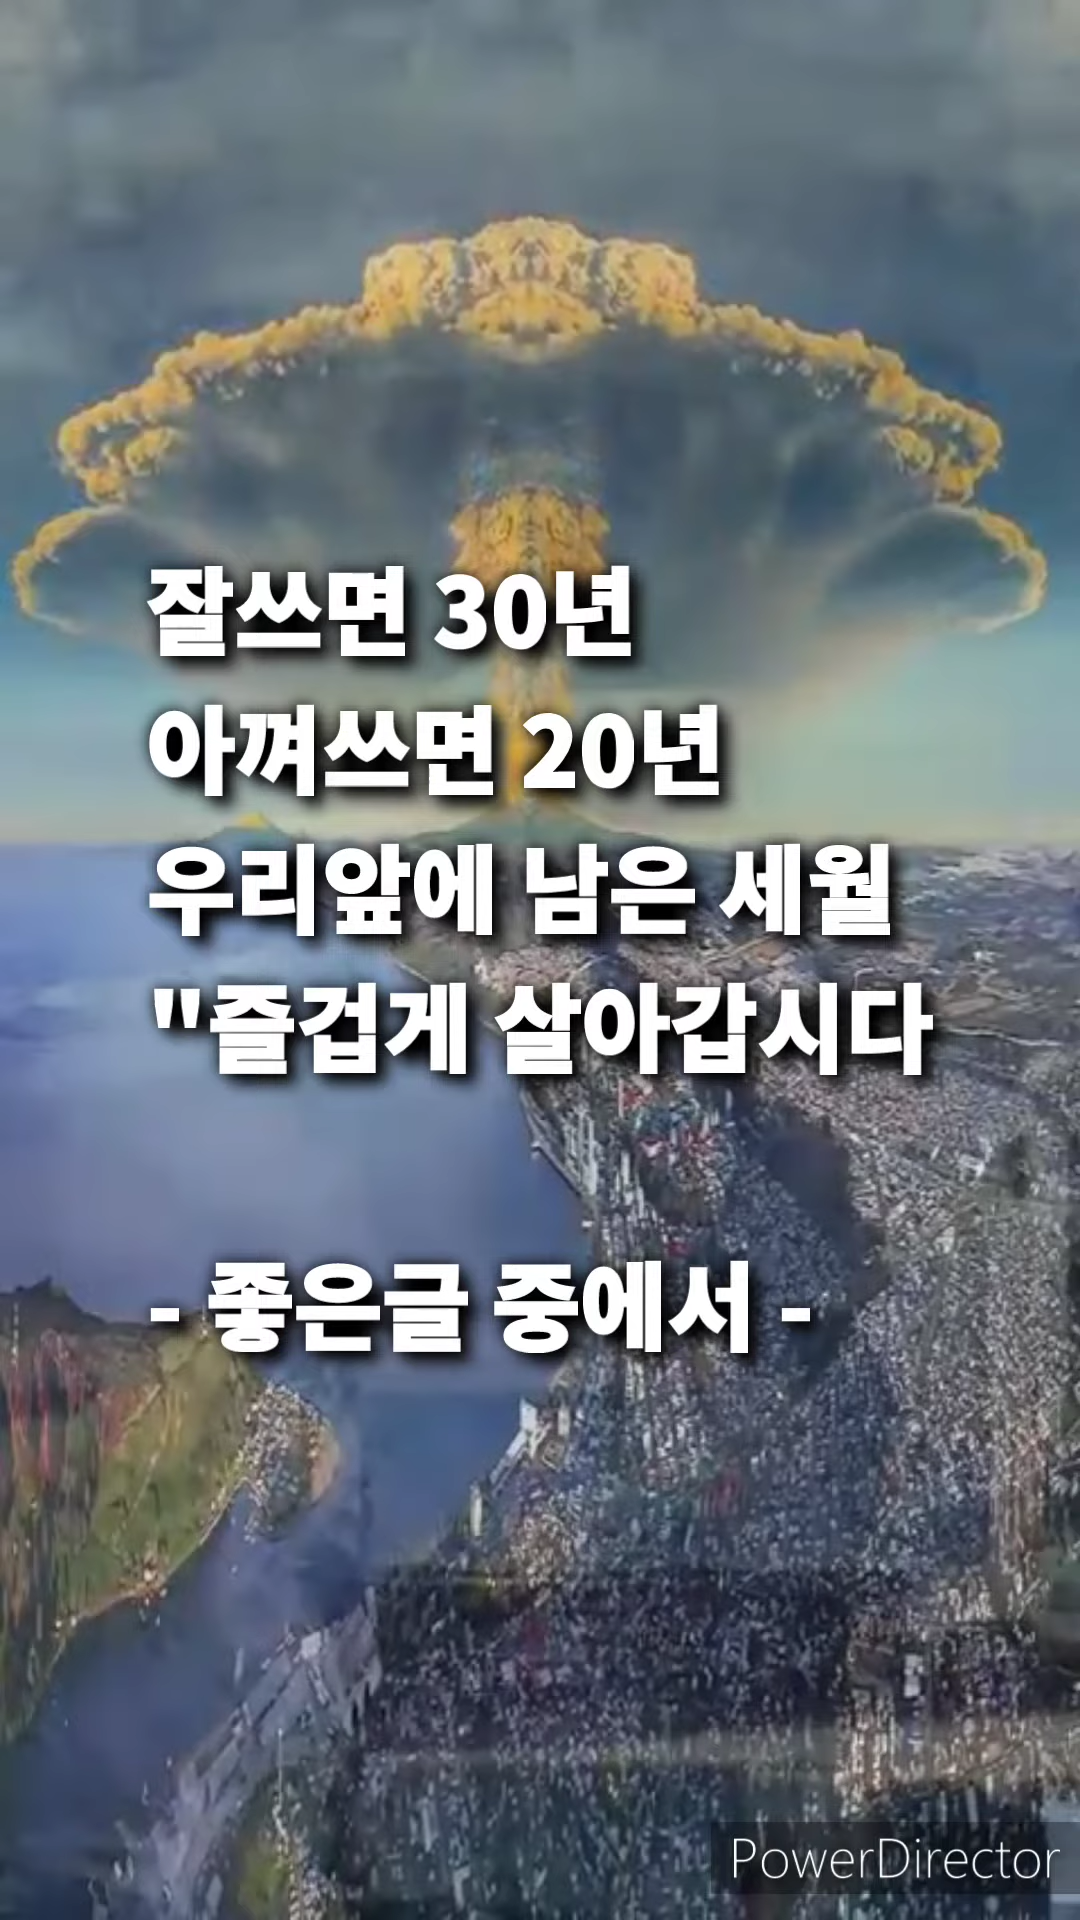 잘쓰면 30년
아껴쓰면 20년
우리앞에 남은 세월
"즐겁게 살아갑시다
- 좋은글 중에서 -
PowerDirector